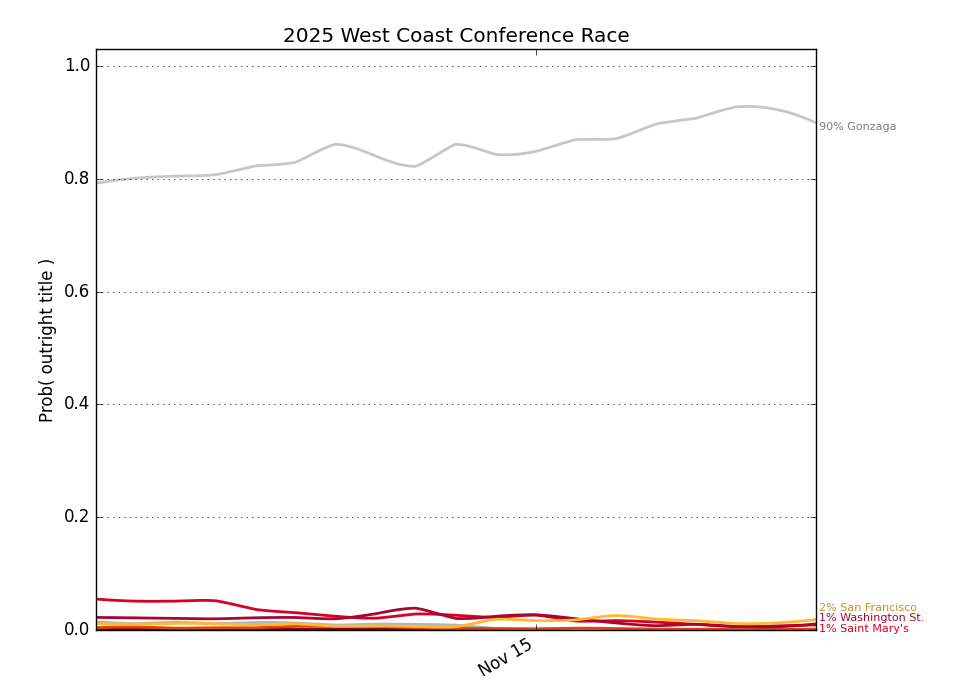 2025 West Coast Conference Race
1.0
0.8
0.6
0.4
0.2
0.0
Prob( outright title )
Nov 15
90% Gonzaga
2% San Francisco
1% Washington St.
1% Saint Mary's